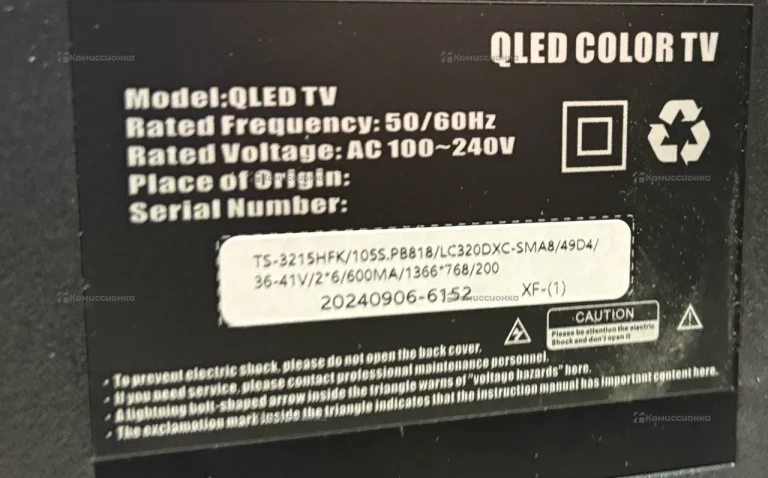 QLED COLOR TV
Model:QLED TV
Rated Frequency: 50/60Hz
Rated Voltage: AC 100~240V
Place of origin:
Serial Number:
TS-3215HFK/105S.PB818/LC320DXC-SMA8/49D4/
36-41V/2*6/600MA/1366*768/200
20240906-6152 XF-(1)
CAUTION
Please be attention the electric
Shock and don't open it
To prevent electric shock, please do not open the back cover.
If you need service, please contact professional maintenance personnel.
A lightning bolt-shaped arrow inside the triangle warns of "voltage hazards" here.
The exclamation mark inside the triangle indicates that the instruction manual has important content here.
Комиссионка
Комиссионка
Комиссионка
Комиссионка
Комиссионка
Комиссионка
Комиссионка